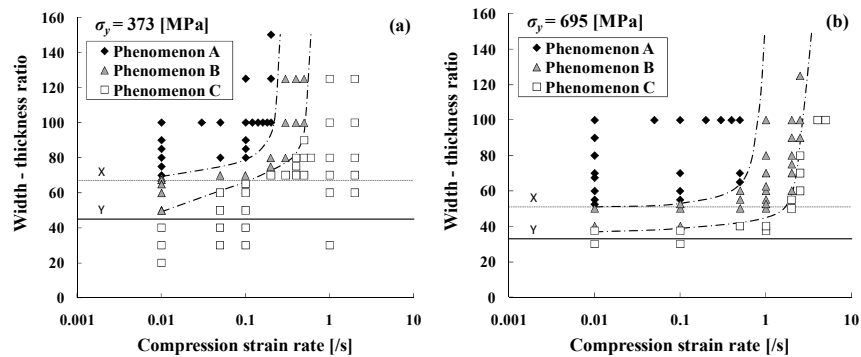 σy = 373 [MPa]
(a)
Phenomenon A
Phenomenon B
Phenomenon C
Width - thickness ratio
160
140
120
100
80
60
40
20
0
X
Y
0.001
0.01
0.1
1
10
Compression strain rate [/s]
σy = 695 [MPa]
(b)
Phenomenon A
Phenomenon B
Phenomenon C
Width - thickness ratio
160
140
120
100
80
60
40
20
0
X
Y
0.001
0.01
0.1
1
10
Compression strain rate [/s]